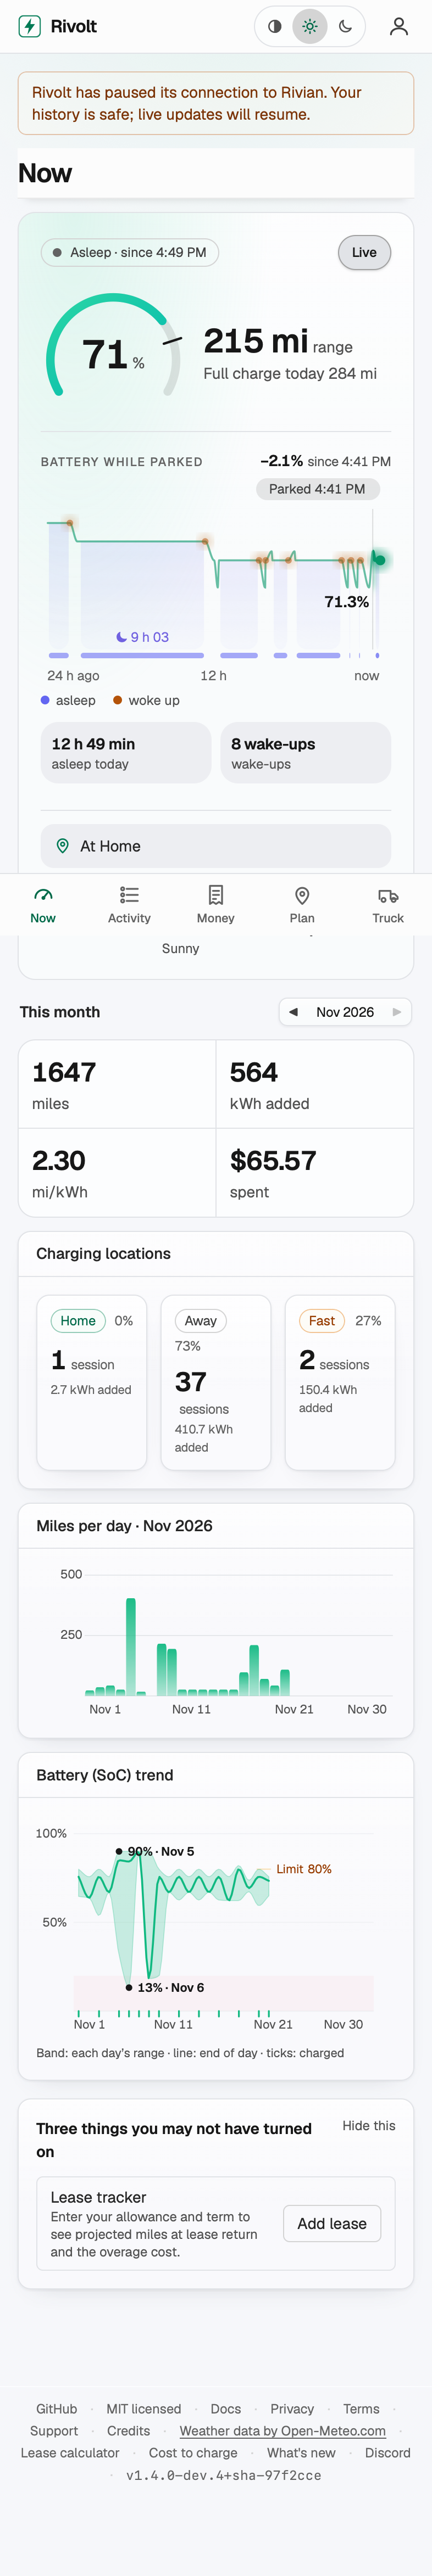 Rivolt
Rivolt has paused its connection to Rivian. Your
history is safe; live updates will resume.
Now
Asleep · since 4:49 PM
Live
71 %
215 mi range
Full charge today 284 mi
BATTERY WHILE PARKED
−2.1% since 4:41 PM
Parked 4:41 PM
71.3%
9 h 03
24 h ago
12 h
now
asleep
woke up
12 h 49 min
asleep today
8 wake-ups
wake-ups
At Home
Now
Activity
Money
Plan
Truck
Sunny
This month
◀ Nov 2026 ▶
1647
miles
564
kWh added
2.30
mi/kWh
$65.57
spent
Charging locations
Home 0%
1 session
2.7 kWh added
Away
73%
37
sessions
410.7 kWh
added
Fast 27%
2 sessions
150.4 kWh
added
Miles per day · Nov 2026
500
250
Nov 1
Nov 11
Nov 21
Nov 30
Battery (SoC) trend
100%
90% · Nov 5
Limit 80%
50%
13% · Nov 6
Nov 1
Nov 11
Nov 21
Nov 30
Band: each day's range · line: end of day · ticks: charged
Three things you may not have turned
on
Hide this
Lease tracker
Enter your allowance and term to
see projected miles at lease return
and the overage cost.
Add lease
GitHub · MIT licensed · Docs · Privacy · Terms ·
Support · Credits · Weather data by Open-Meteo.com ·
Lease calculator · Cost to charge · What's new · Discord
· v1.4.0-dev.4+sha-97f2cce